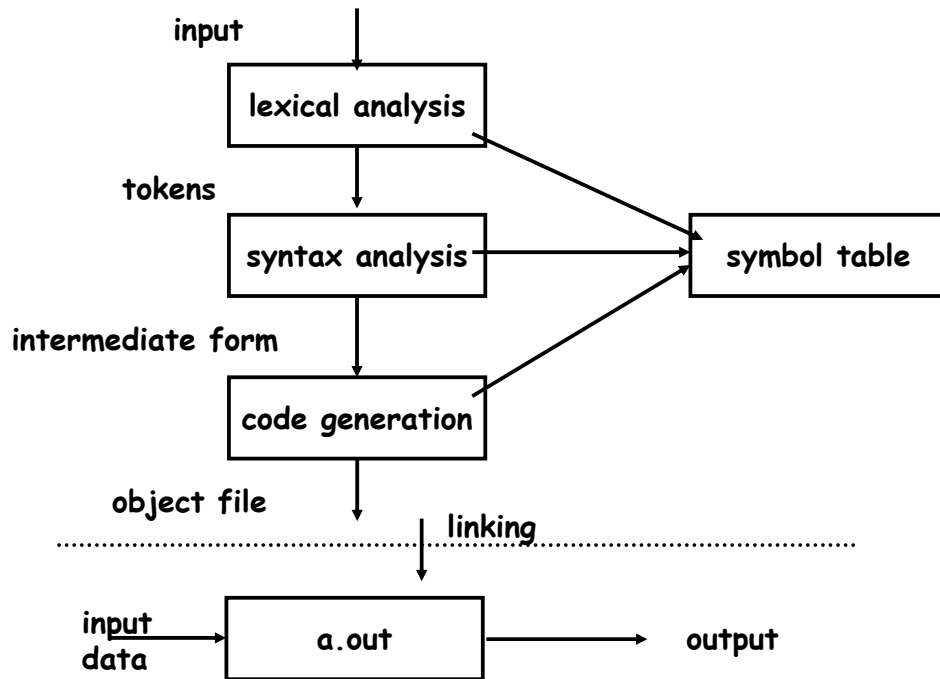 input
lexical analysis
tokens
syntax analysis
symbol table
intermediate form
code generation
object file
linking
input
data
a.out
output